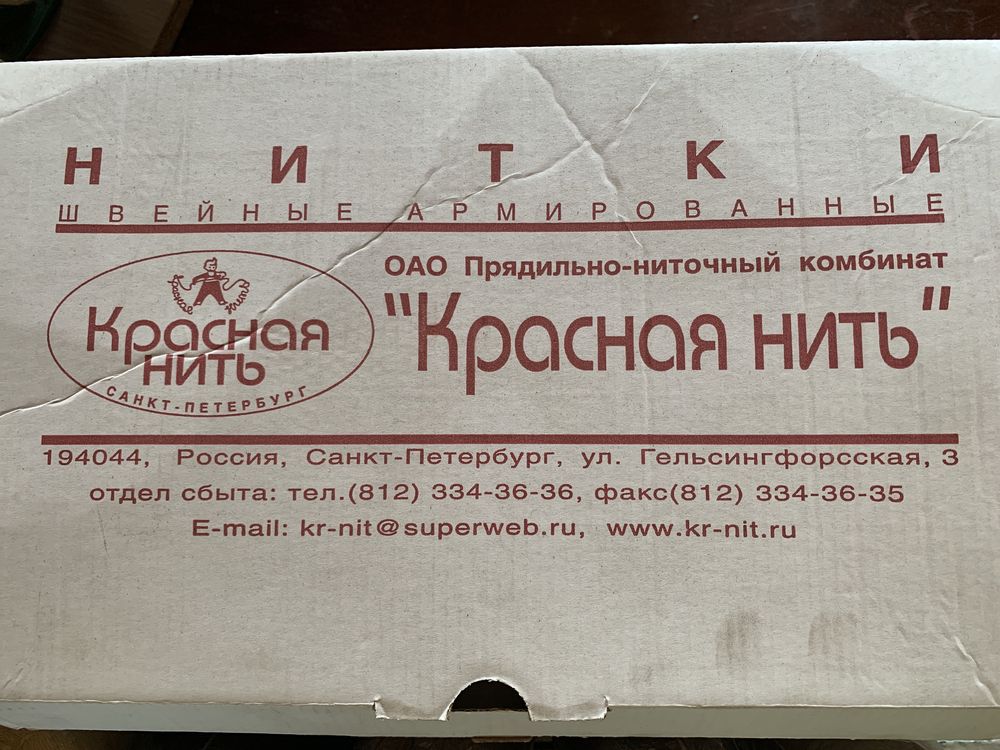 НИТКИ
ШВЕЙНЫЕ АРМИРОВАННЫЕ
Красная
нить
САНКТ-ПЕТЕРБУРГ
ОАО Прядильно-ниточный комбинат
"Красная нить"
194044, Россия, Санкт-Петербург, ул. Гельсингфорсская, 3
отдел сбыта: тел.(812) 334-36-36, факс(812) 334-36-35
E-mail: kr-nit@superweb.ru, www.kr-nit.ru